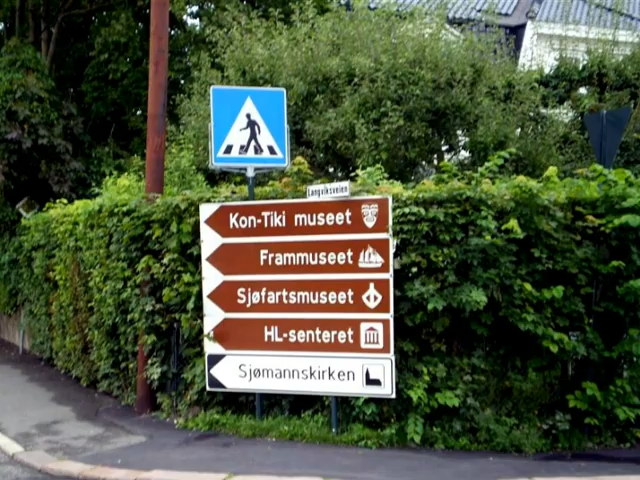 Langviksveien
Kon-Tiki museet
Frammuseet
Sjøfartsmuseet
HL-senteret
Sjømannskirken